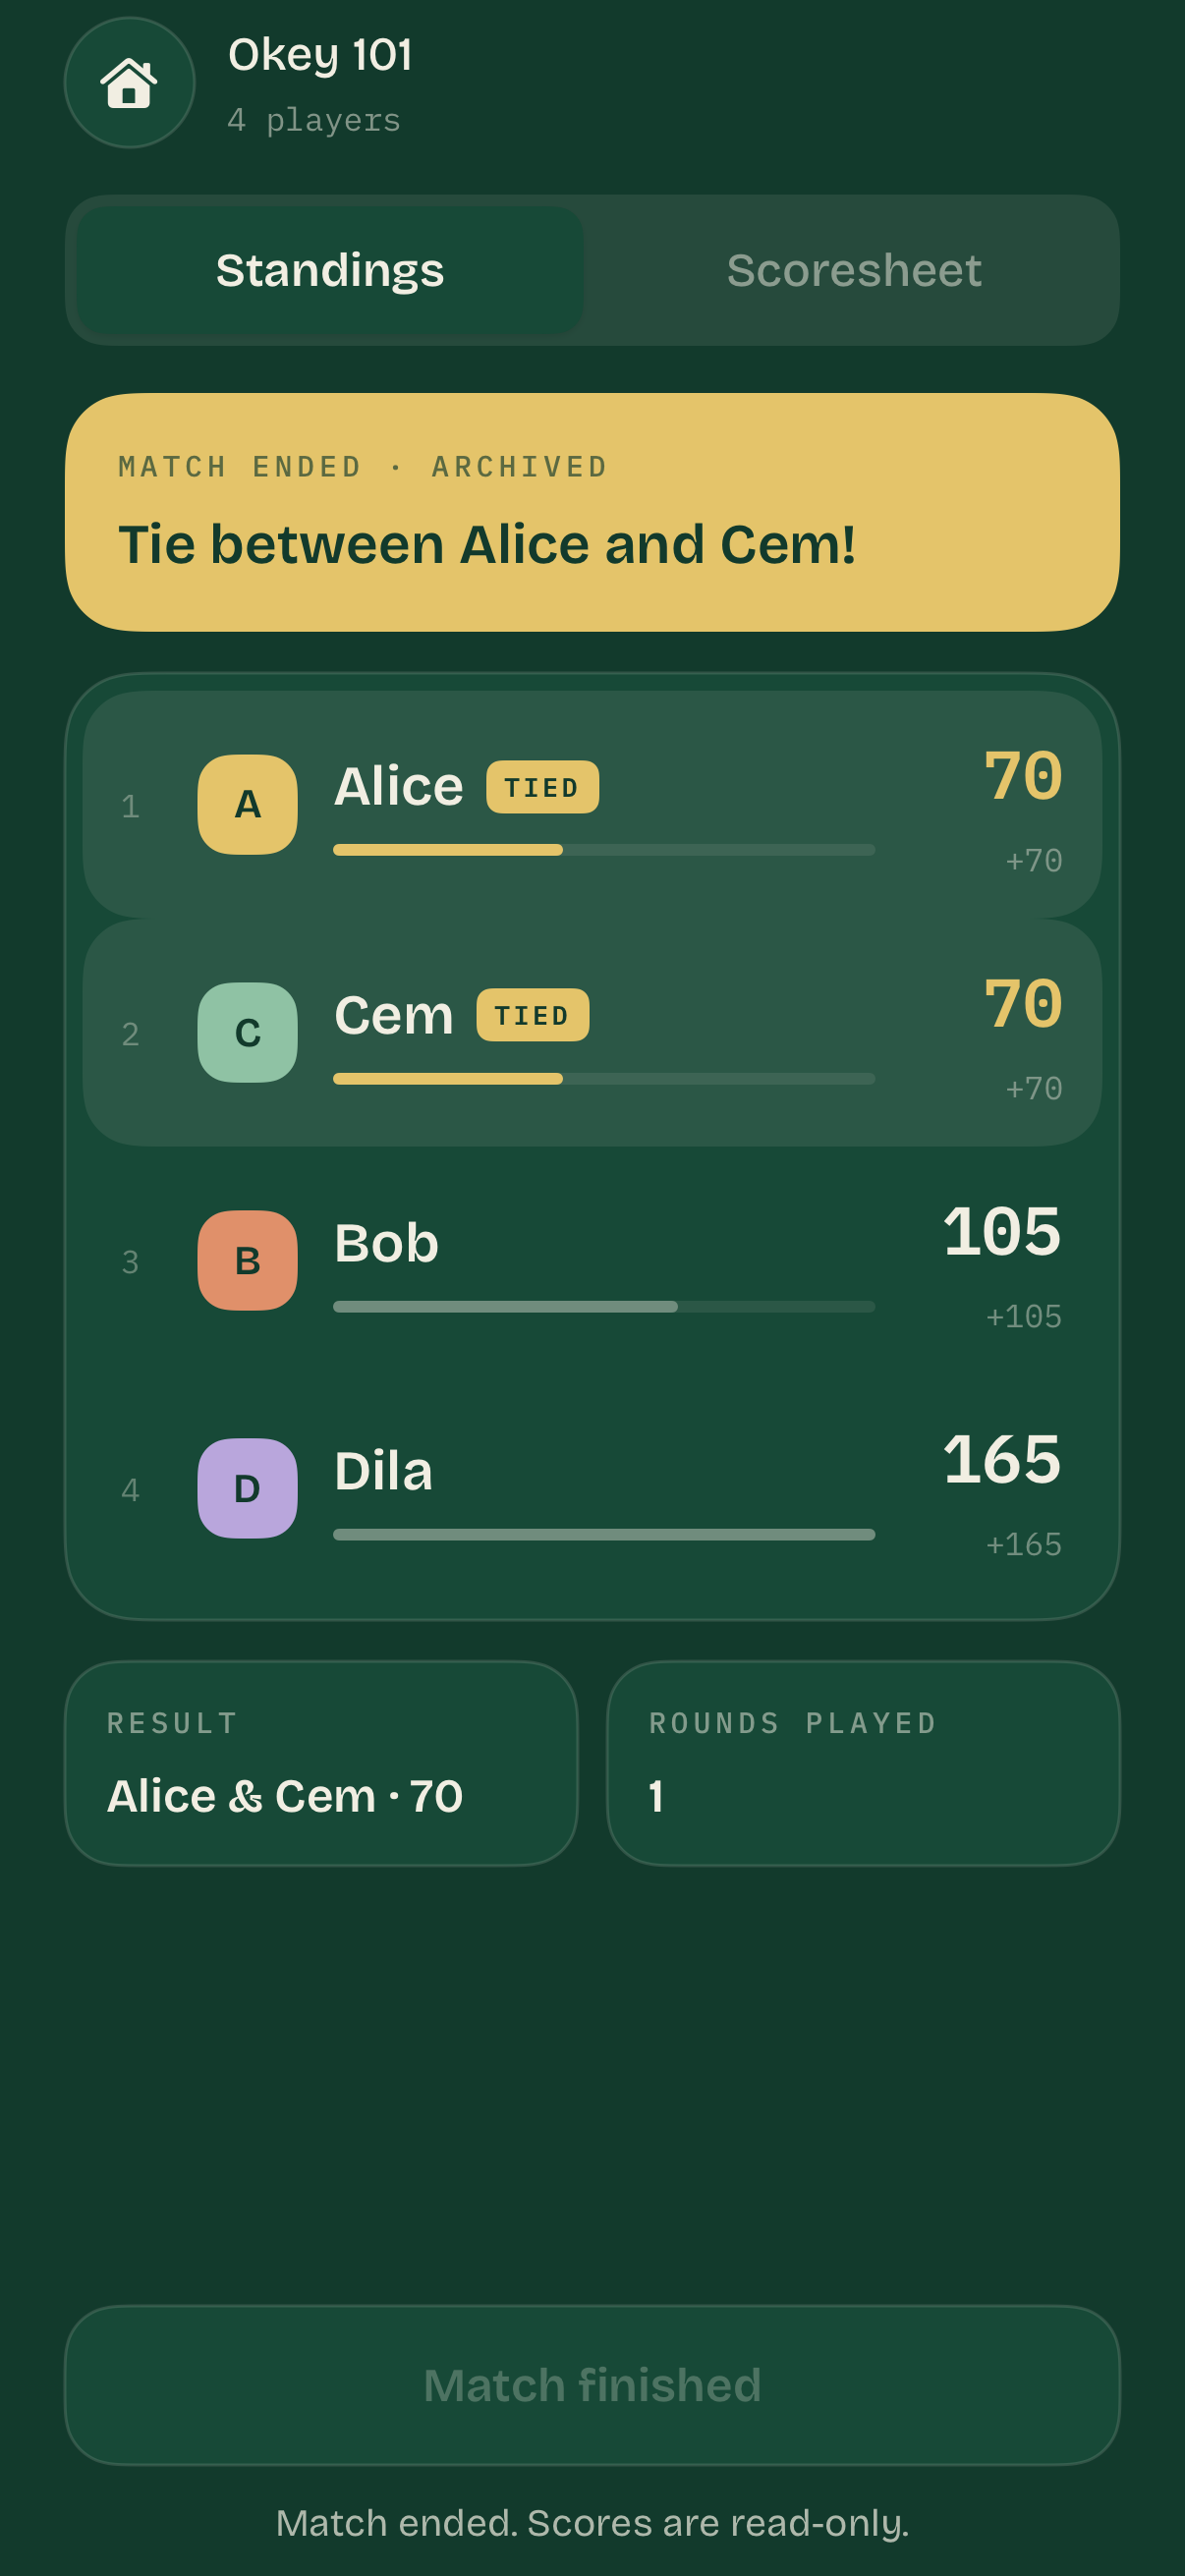 Okey 101
4 players
Standings
Scoresheet
MATCH ENDED · ARCHIVED
Tie between Alice and Cem!
1
A
Alice
TIED
70
+70
2
C
Cem
TIED
70
+70
3
B
Bob
105
+105
4
D
Dila
165
+165
RESULT
Alice & Cem · 70
ROUNDS PLAYED
1
Match finished
Match ended. Scores are read-only.